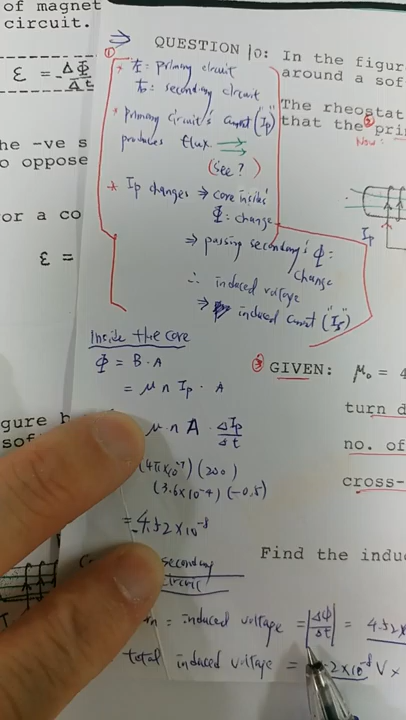 of magnet
circuit.
ε = ΔΦ
Δt
he -ve s
o oppose
or a co
ε =
gure h
sof
QUESTION 10: In the figur
around a sof
The rheostat
that the pri
②
Now:
①
* 左: primary circuit
右: secondary circuit
* Primary circuit's current ("Ip")
produces flux
(See?)
* Ip changes ⇒ core inside's
Φ: change
⇒ passing secondary's Φ:
change
∴ induced voltage
⇒ induced current ("Is")
Ip
Inside the core
Φ = B·A
= μ n Ip · A
μ n A · ΔIp
Δt
(4π×10⁻⁷)(200)
(3.6×10⁻⁴)(-0.5)
= -4.52×10⁻⁸
③ GIVEN: μ₀ = 4
turn d
no. of
cross-
Find the indu
secondary
circuit
induced voltage = |ΔΦ/Δt| = 4.52×
total induced voltage = 2×10⁻⁸ V ×